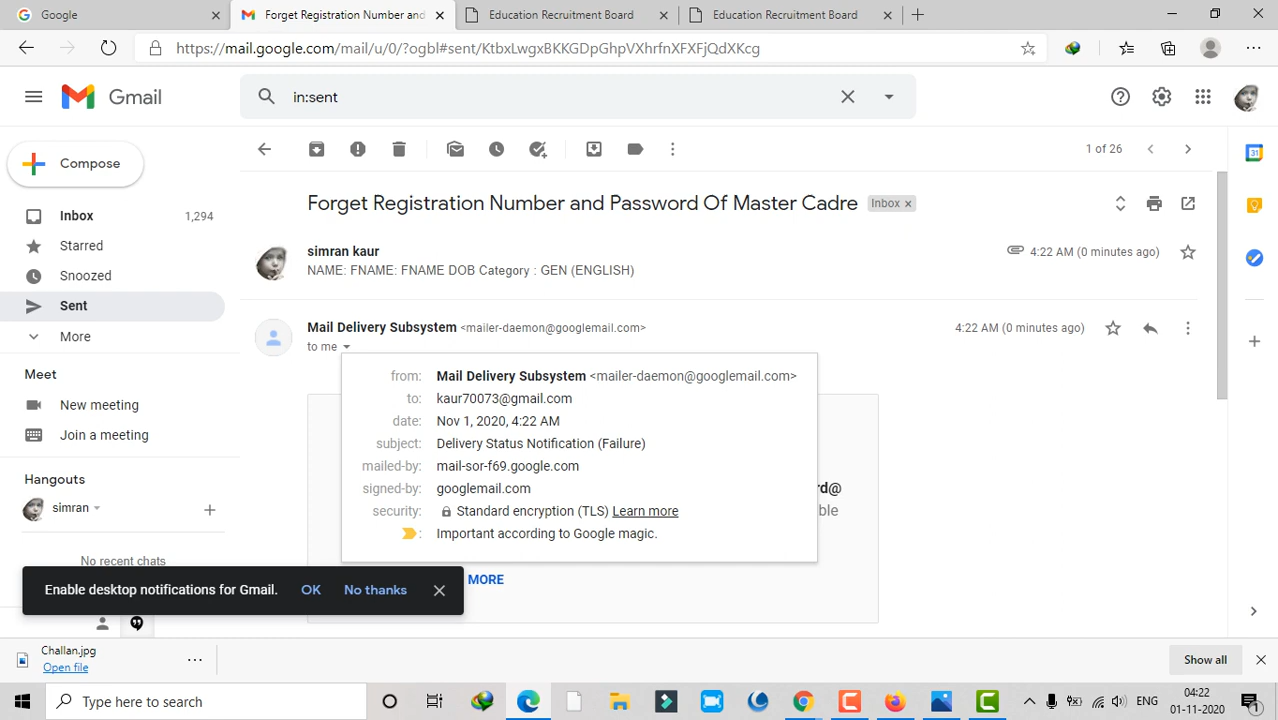 Google
Forget Registration Number and
Education Recruitment Board
Education Recruitment Board
https://mail.google.com/mail/u/0/?ogbl#sent/KtbxLwgxBKKGDpGhpVXhrfnXFXFjQdXKcg
Gmail
in:sent
Compose
1 of 26
Inbox 1,294
Starred
Snoozed
Sent
More
Meet
New meeting
Join a meeting
Hangouts
simran
No recent chats
Forget Registration Number and Password Of Master Cadre Inbox ×
simran kaur 4:22 AM (0 minutes ago)
NAME: FNAME: FNAME DOB Category : GEN (ENGLISH)
Mail Delivery Subsystem <mailer-daemon@googlemail.com> 4:22 AM (0 minutes ago)
to me
from: Mail Delivery Subsystem <mailer-daemon@googlemail.com>
to: kaur70073@gmail.com
date: Nov 1, 2020, 4:22 AM
subject: Delivery Status Notification (Failure)
mailed-by: mail-sor-f69.google.com
signed-by: googlemail.com
security: Standard encryption (TLS) Learn more
: Important according to Google magic.
rd@
ble
MORE
31
Enable desktop notifications for Gmail. OK No thanks
Challan.jpg
Open file
Show all
Type here to search
ENG
04:22
01-11-2020
1